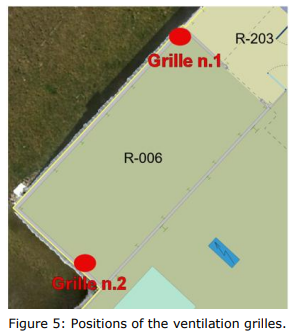 R-203
Grille n.1
R-006
Grille n.2
Figure 5: Positions of the ventilation grilles.